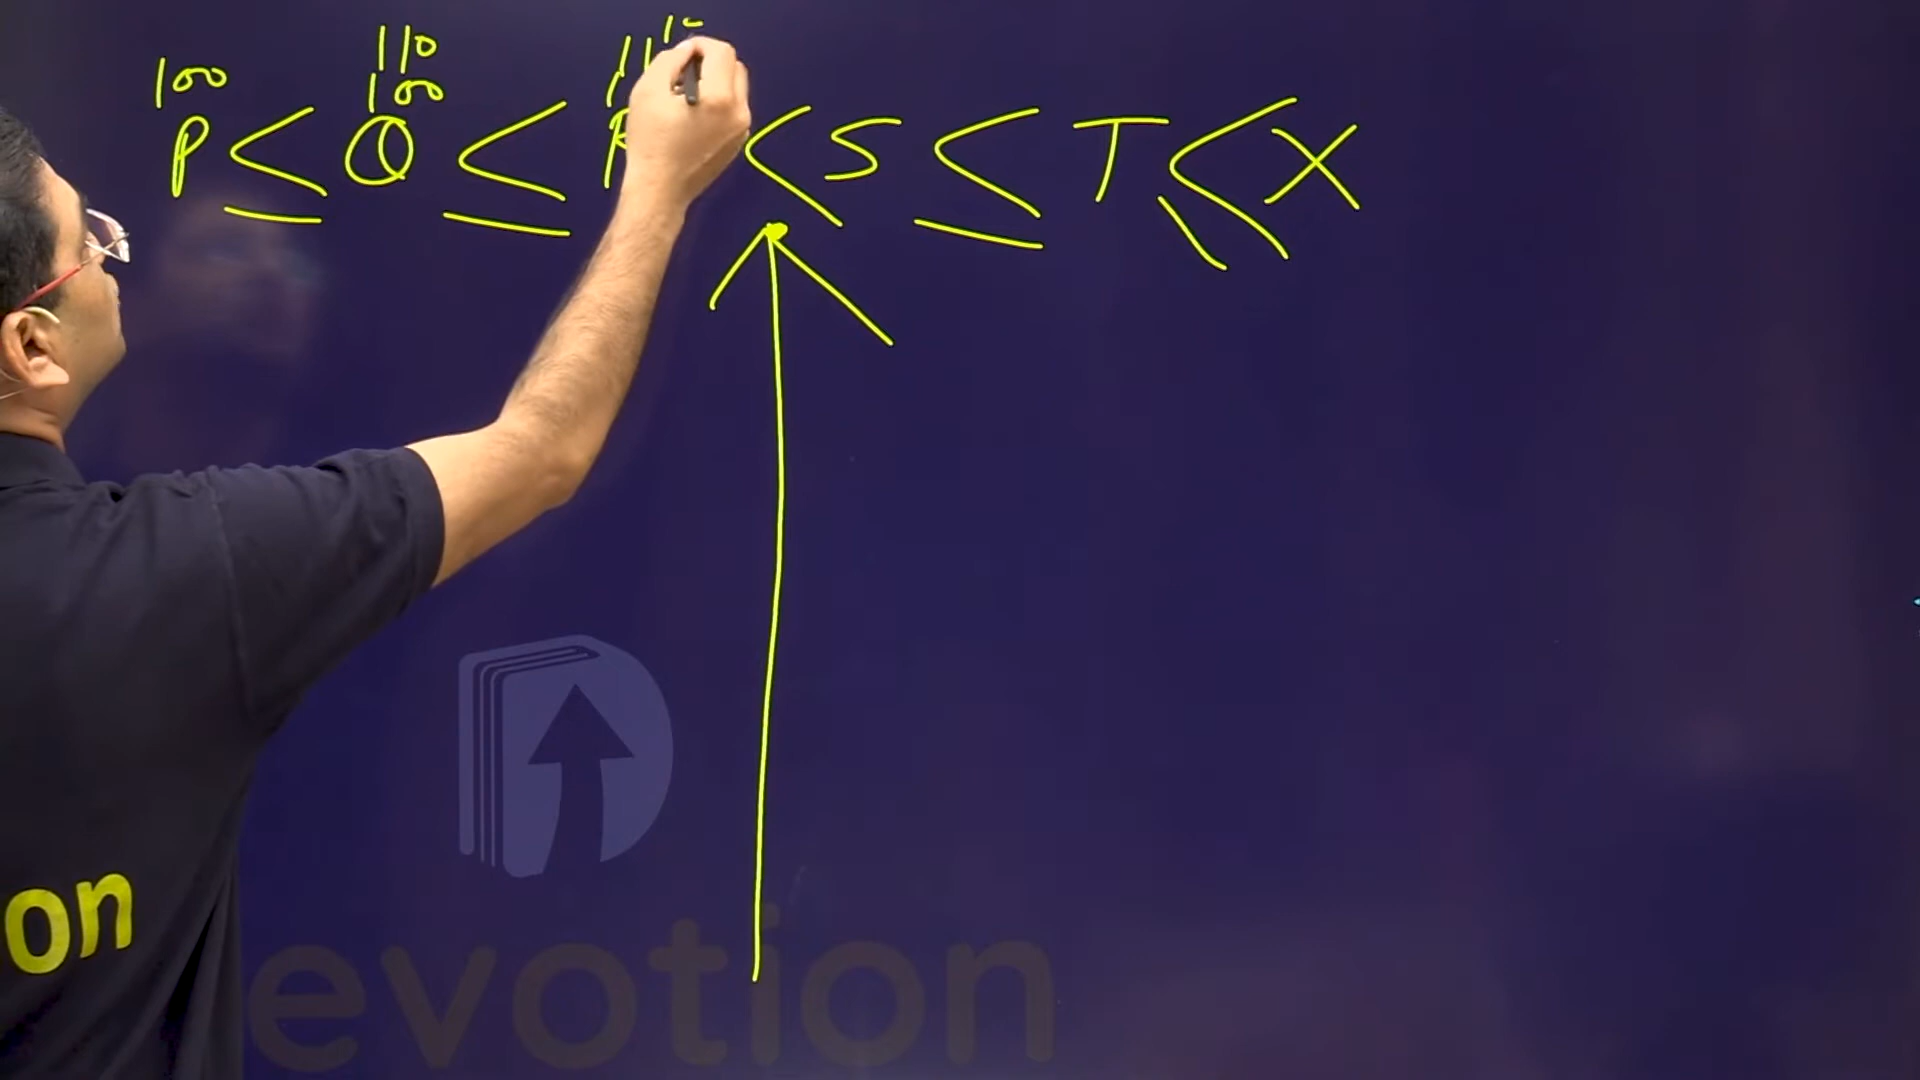 110
100 100
P ≤ Q ≤ R < S ≤ T ≤ X
on
evotion